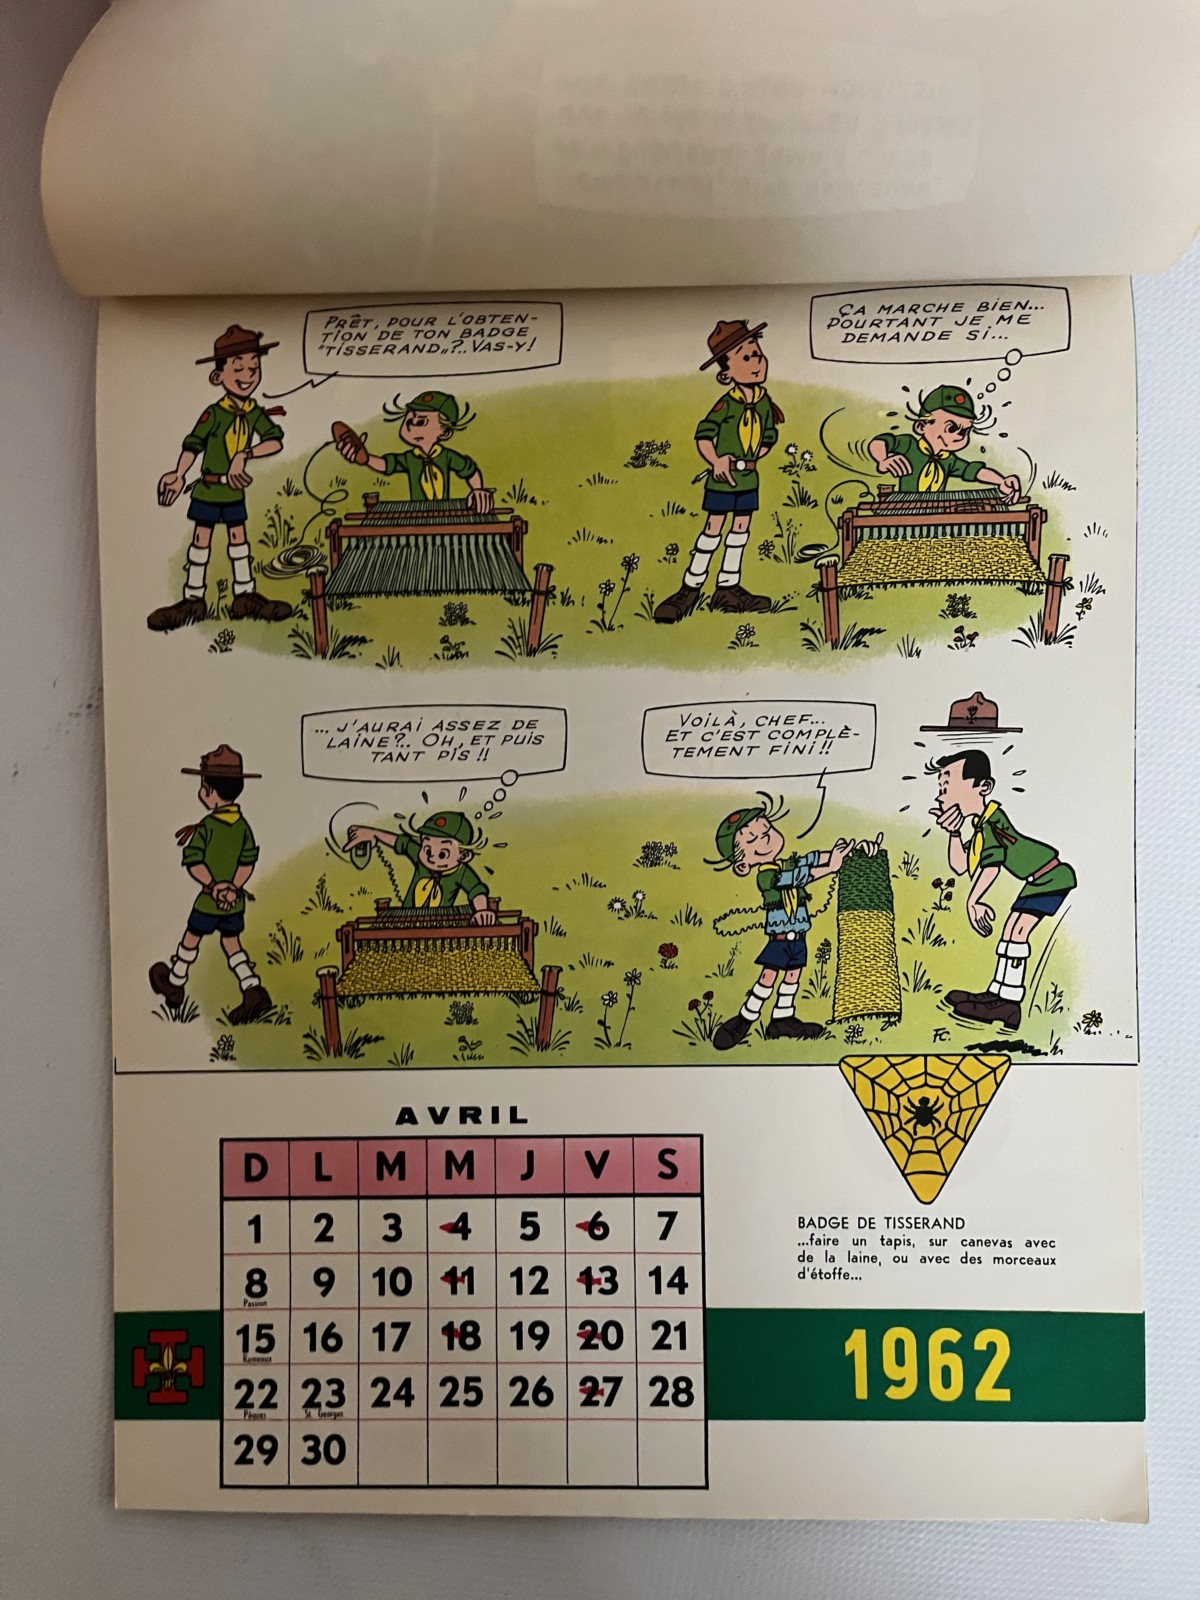 PRÊT, POUR L'OBTEN-
TION DE TON BADGE
"TISSERAND"?.. VAS-Y!
ÇA MARCHE BIEN...
POURTANT JE ME
DEMANDE SI...
... J'AURAI ASSEZ DE
LAINE?.. OH, ET PUIS
TANT PIS !!
VOILÀ, CHEF...
ET C'EST COMPLÈ-
TEMENT FINI !!
FC.
AVRIL
D L M M J V S
1 2 3 4 5 6 7
8 9 10 11 12 13 14
Passion
15 16 17 18 19 20 21
Rameaux
22 23 24 25 26 27 28
Pâques St. Georges
29 30
BADGE DE TISSERAND
...faire un tapis, sur canevas avec
de la laine, ou avec des morceaux
d'étoffe...
1962